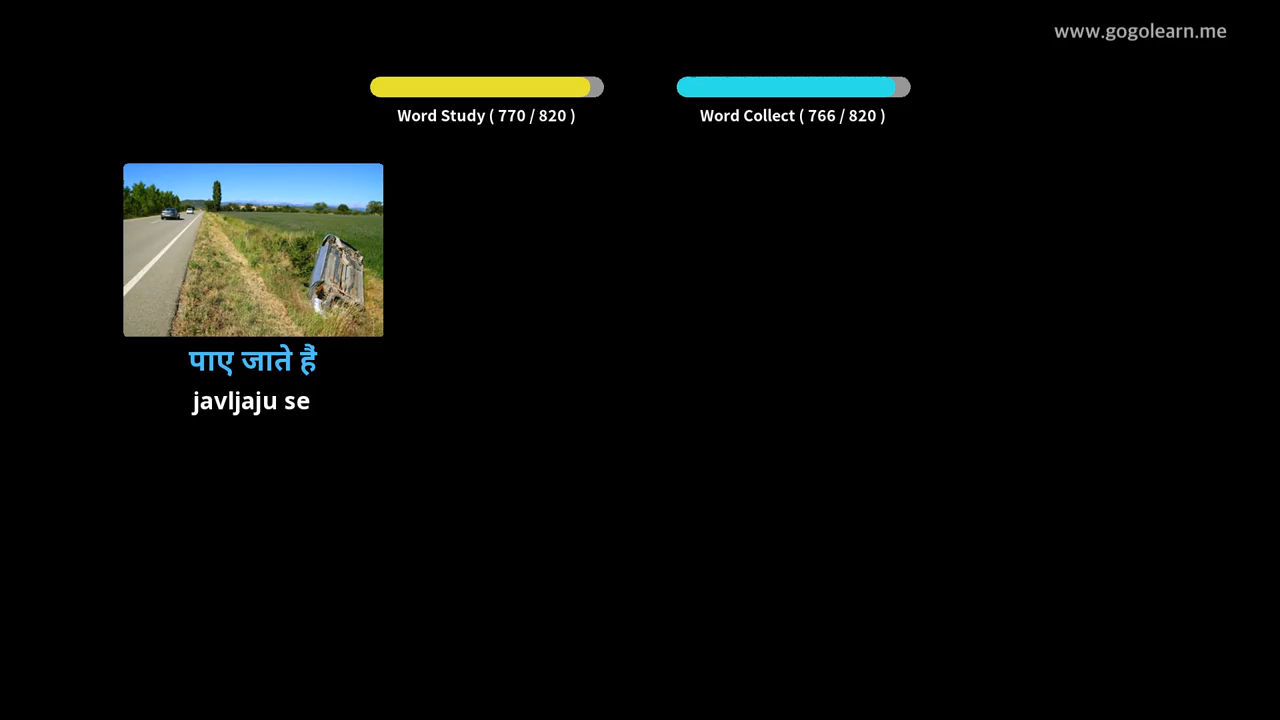 www.gogolearn.me
Word Study ( 770 / 820 )
Word Collect ( 766 / 820 )
पाए जाते हैं
javljaju se